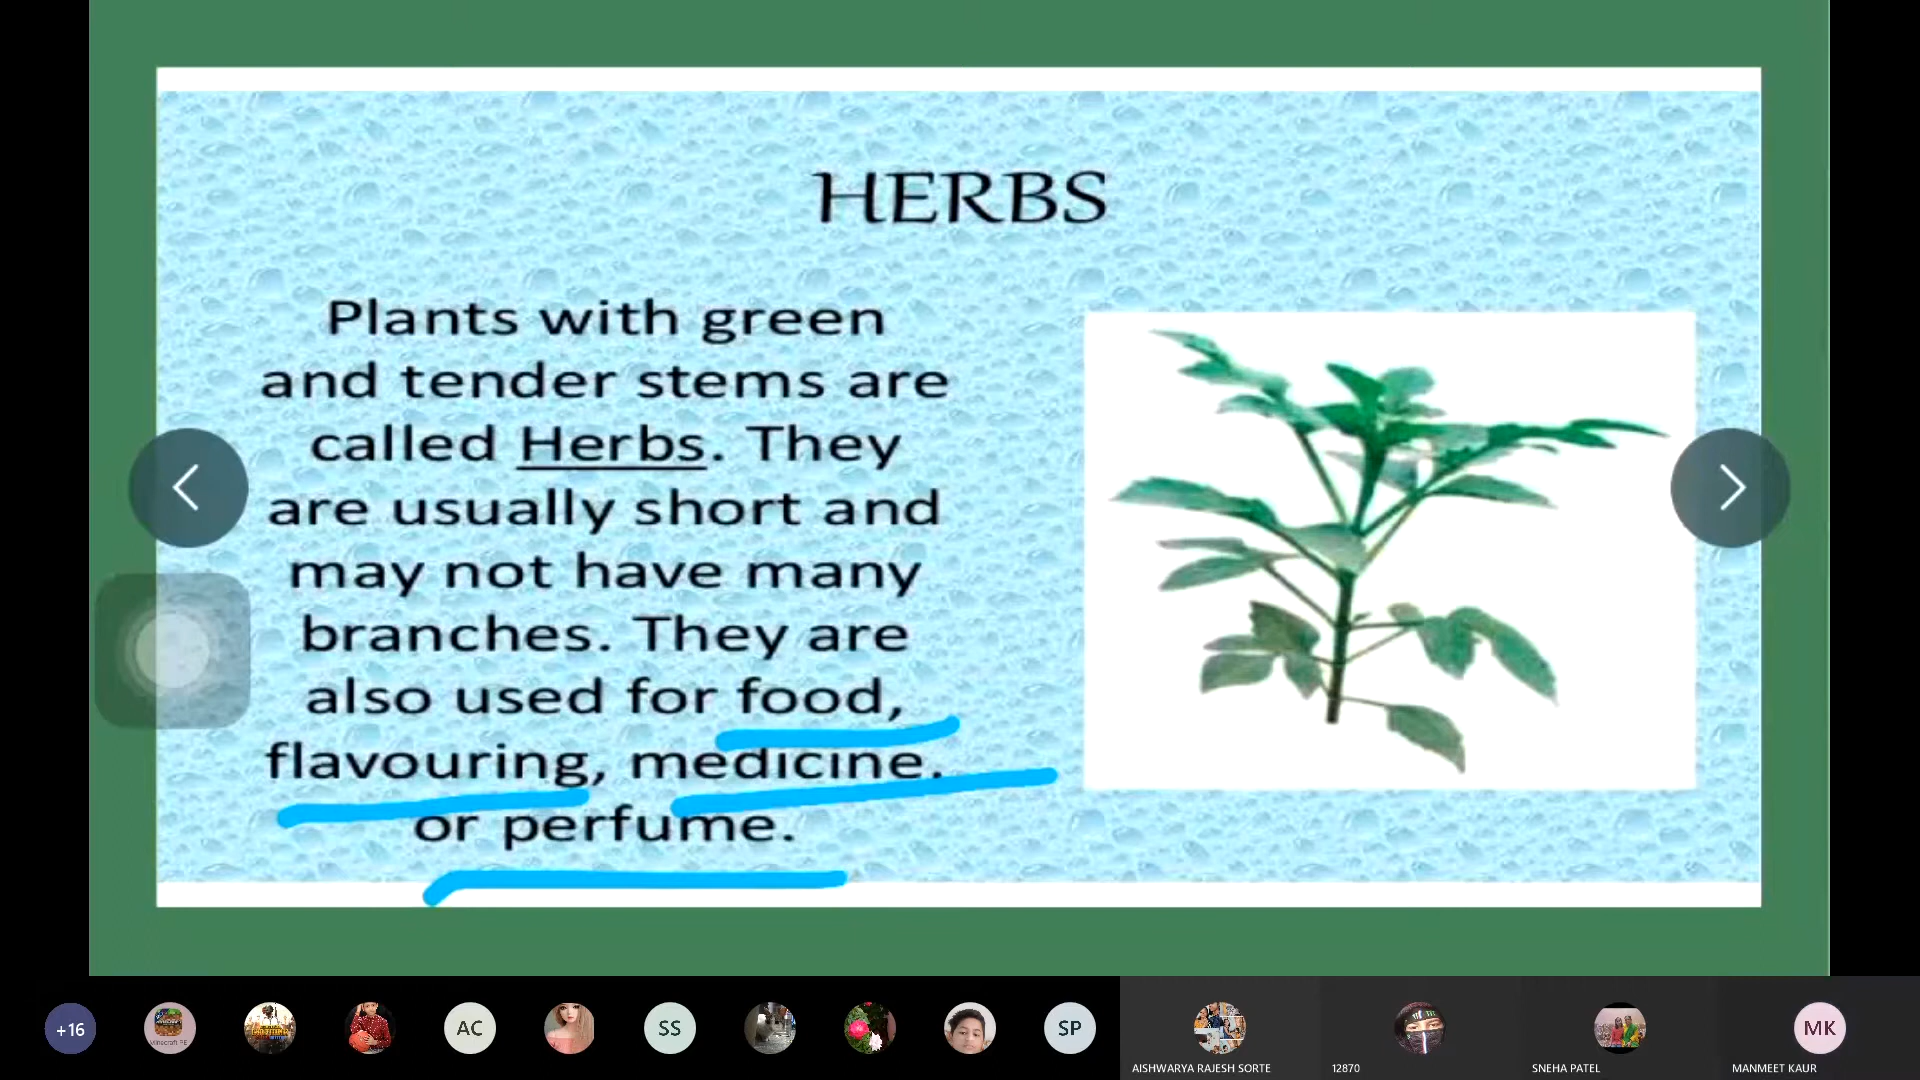 HERBS
Plants with green
and tender stems are
called Herbs. They
are usually short and
may not have many
branches. They are
also used for food,
flavouring, medicine.
or perfume.
+16
Minecraft PE
AC
SS
SP
AISHWARYA RAJESH SORTE
12870
SNEHA PATEL
MK
MANMEET KAUR